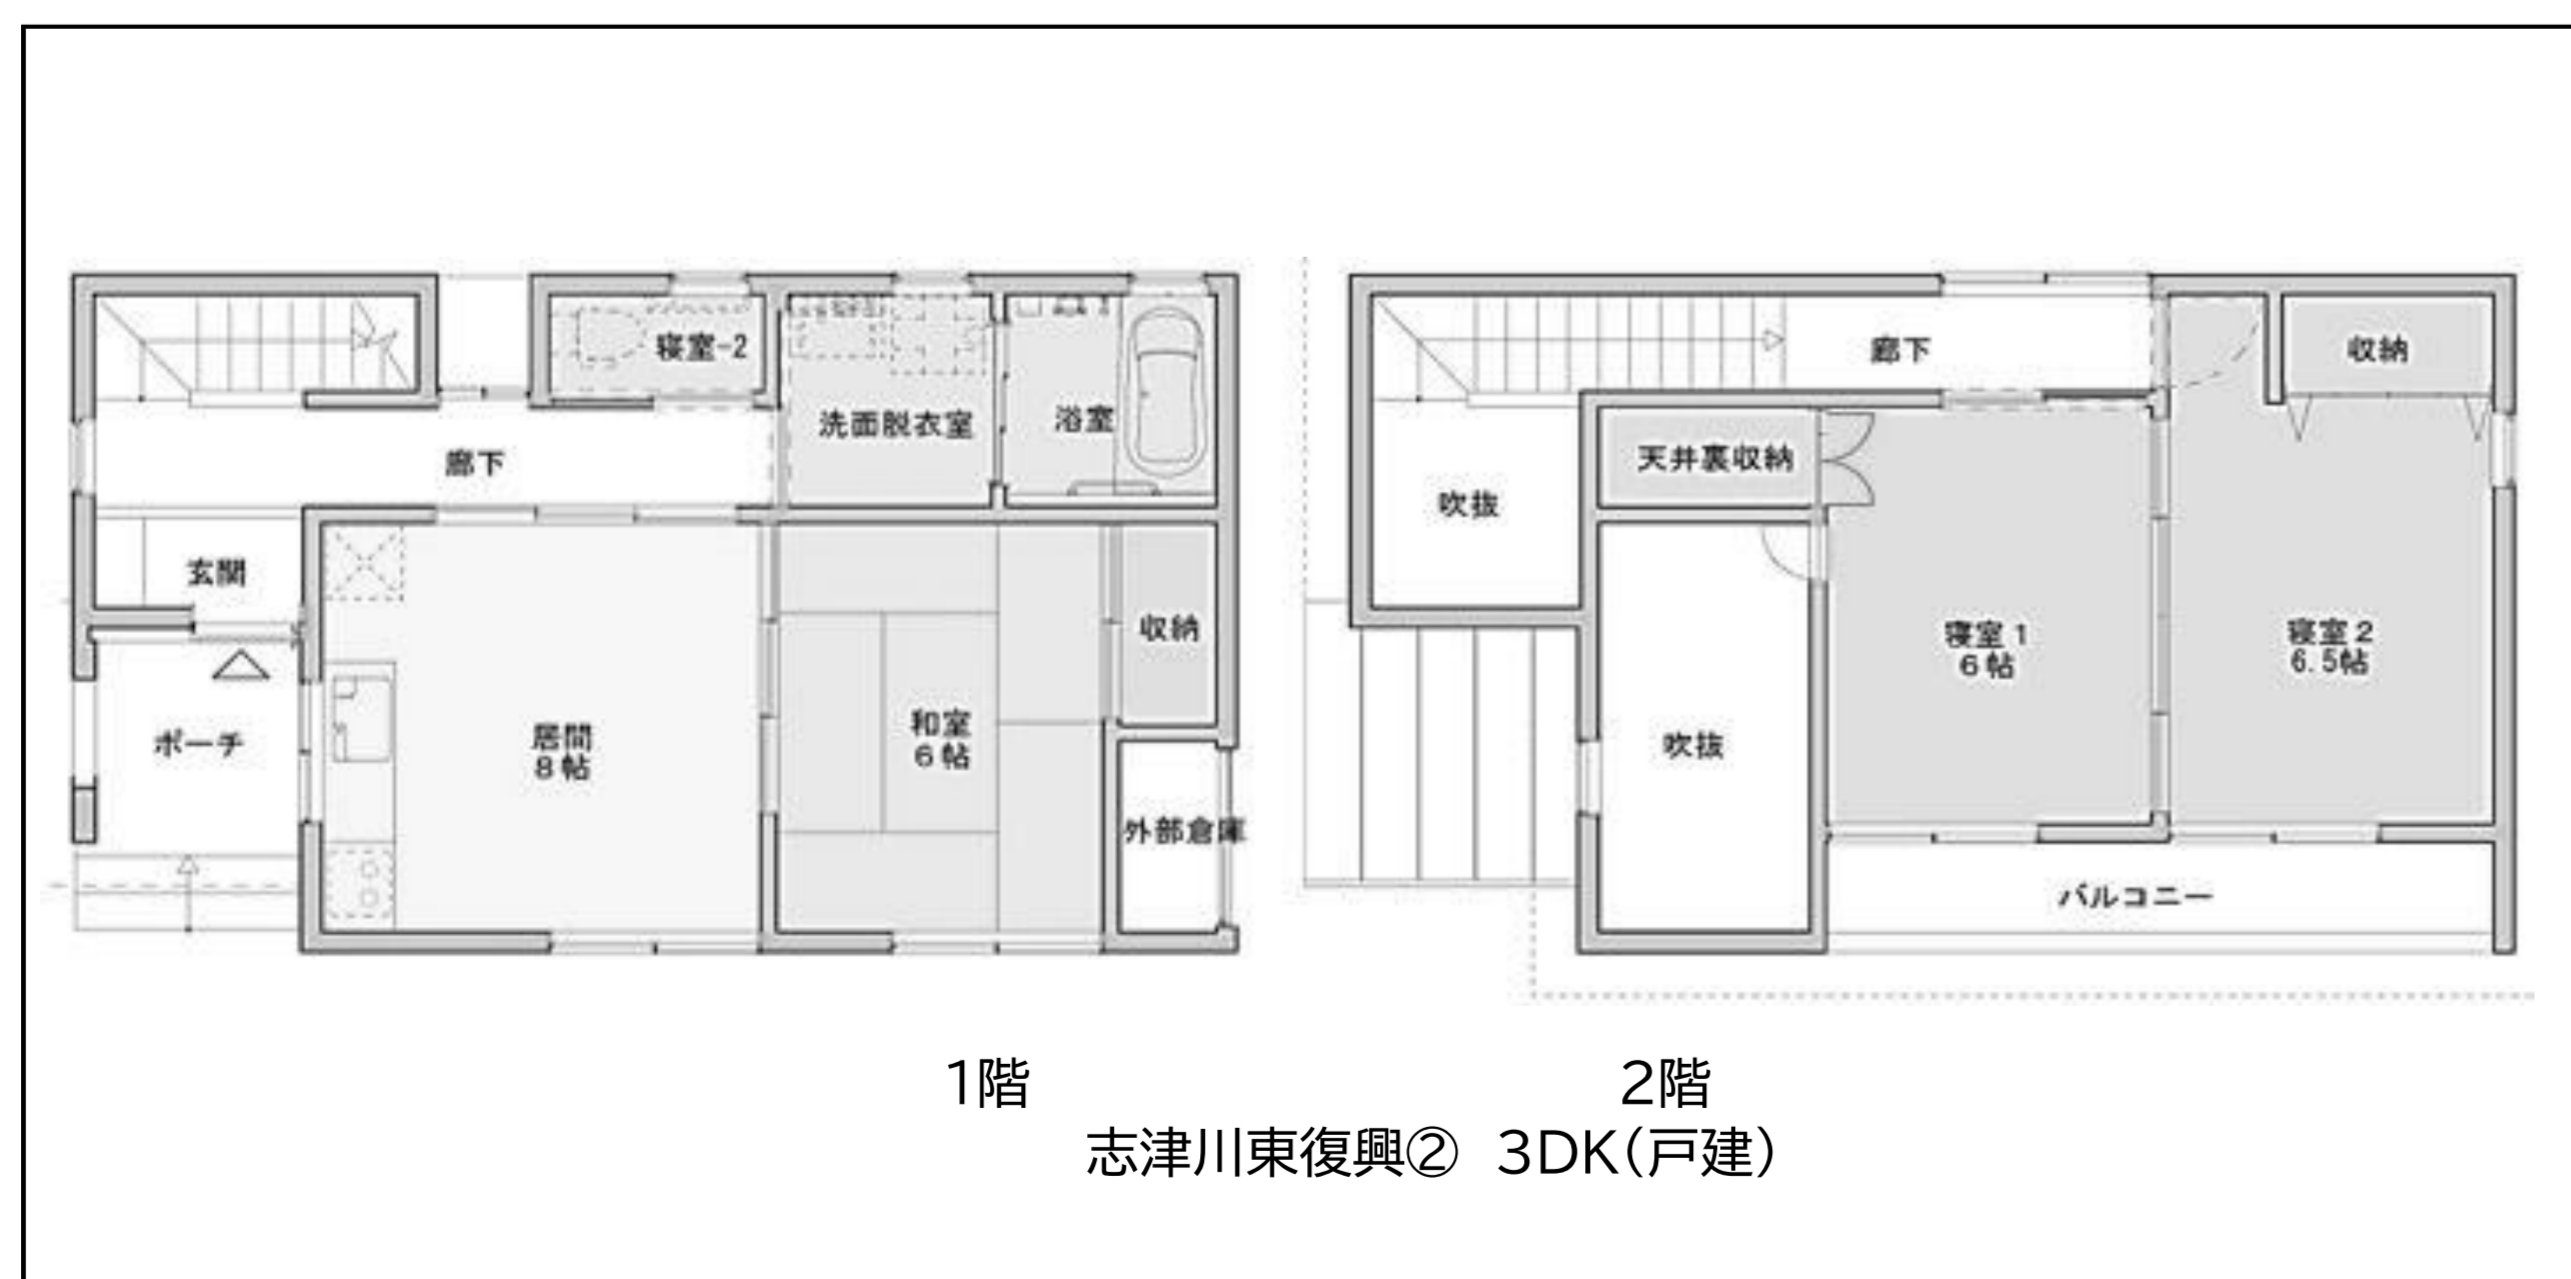 寝室-2
洗面脱衣室
浴室
廊下
玄関
ポーチ
居間
8帖
和室
6帖
収納
外部倉庫
廊下
収納
天井裏収納
吹抜
寝室1
6帖
寝室2
6.5帖
吹抜
バルコニー
1階
2階
志津川東復興② 3DK(戸建)